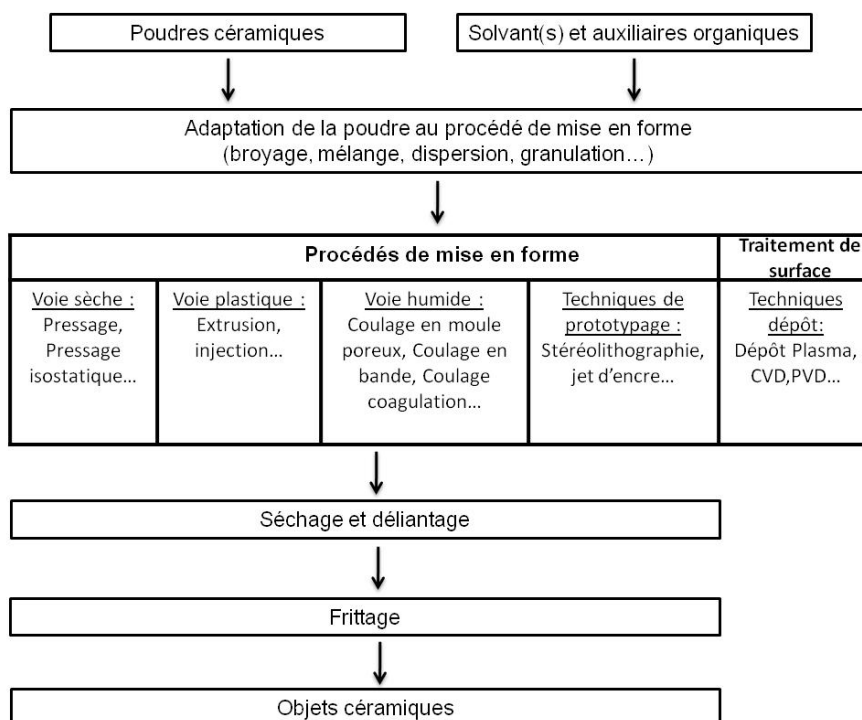 Poudres céramiques
Solvant(s) et auxiliaires organiques
Adaptation de la poudre au procédé de mise en forme
(broyage, mélange, dispersion, granulation…)
Procédés de mise en forme
Traitement de
surface
Voie sèche :
Pressage,
Pressage
isostatique…
Voie plastique :
Extrusion,
injection…
Voie humide :
Coulage en moule
poreux, Coulage en
bande, Coulage
coagulation…
Techniques de
prototypage :
Stéréolithographie,
jet d’encre…
Techniques
dépôt:
Dépôt Plasma,
CVD,PVD…
Séchage et déliantage
Frittage
Objets céramiques